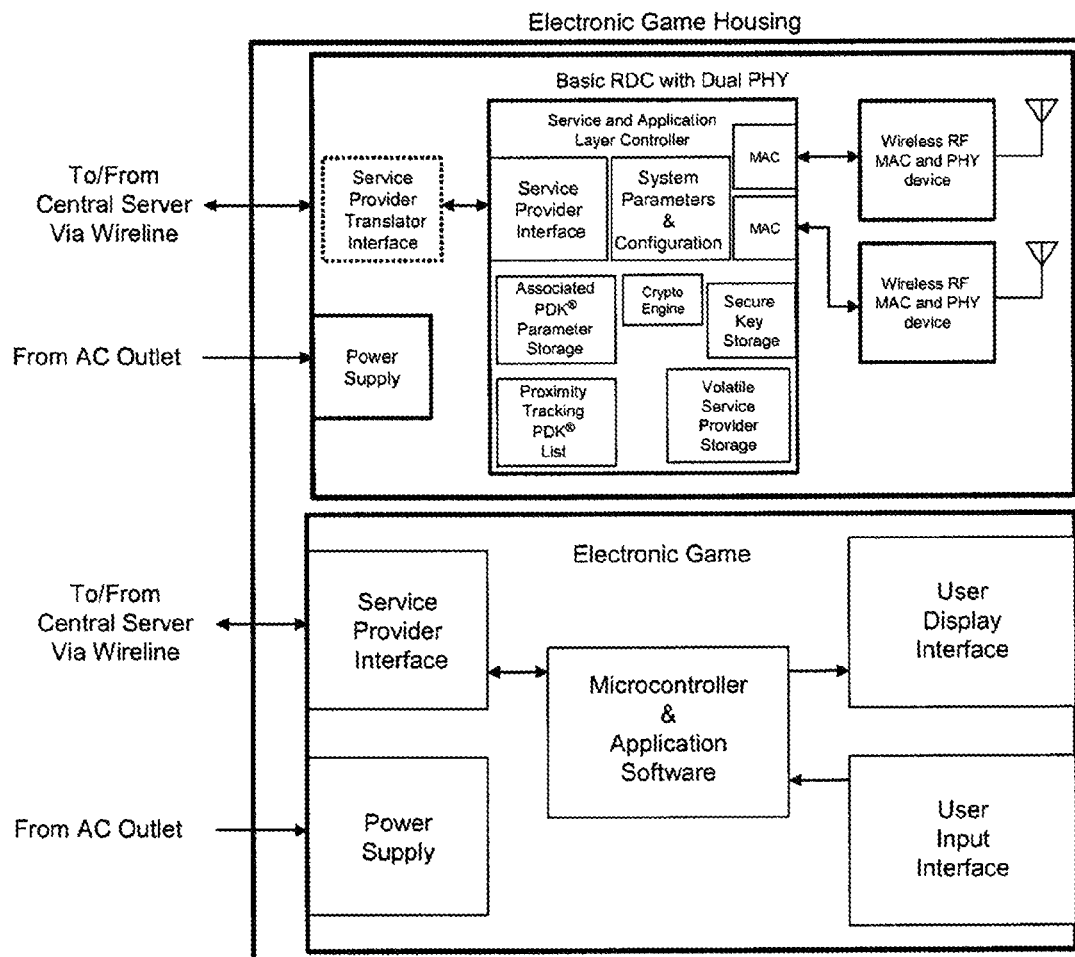 Electronic Game Housing
Basic RDC with Dual PHY
Service and Application
Layer Controller
MAC
MAC
Wireless RF
MAC and PHY
device
Wireless RF
MAC and PHY
device
To/From
Central Server
Via Wireline
Service
Provider
Translator
Interface
Service
Provider
Interface
System
Parameters
&
Configuration
Associated
PDK®
Parameter
Storage
Crypto
Engine
Secure
Key
Storage
From AC Outlet
Power
Supply
Proximity
Tracking
PDK®
List
Volatile
Service
Provider
Storage
Electronic Game
To/From
Central Server
Via Wireline
Service
Provider
Interface
Microcontroller
&
Application
Software
User
Display
Interface
From AC Outlet
Power
Supply
User
Input
Interface